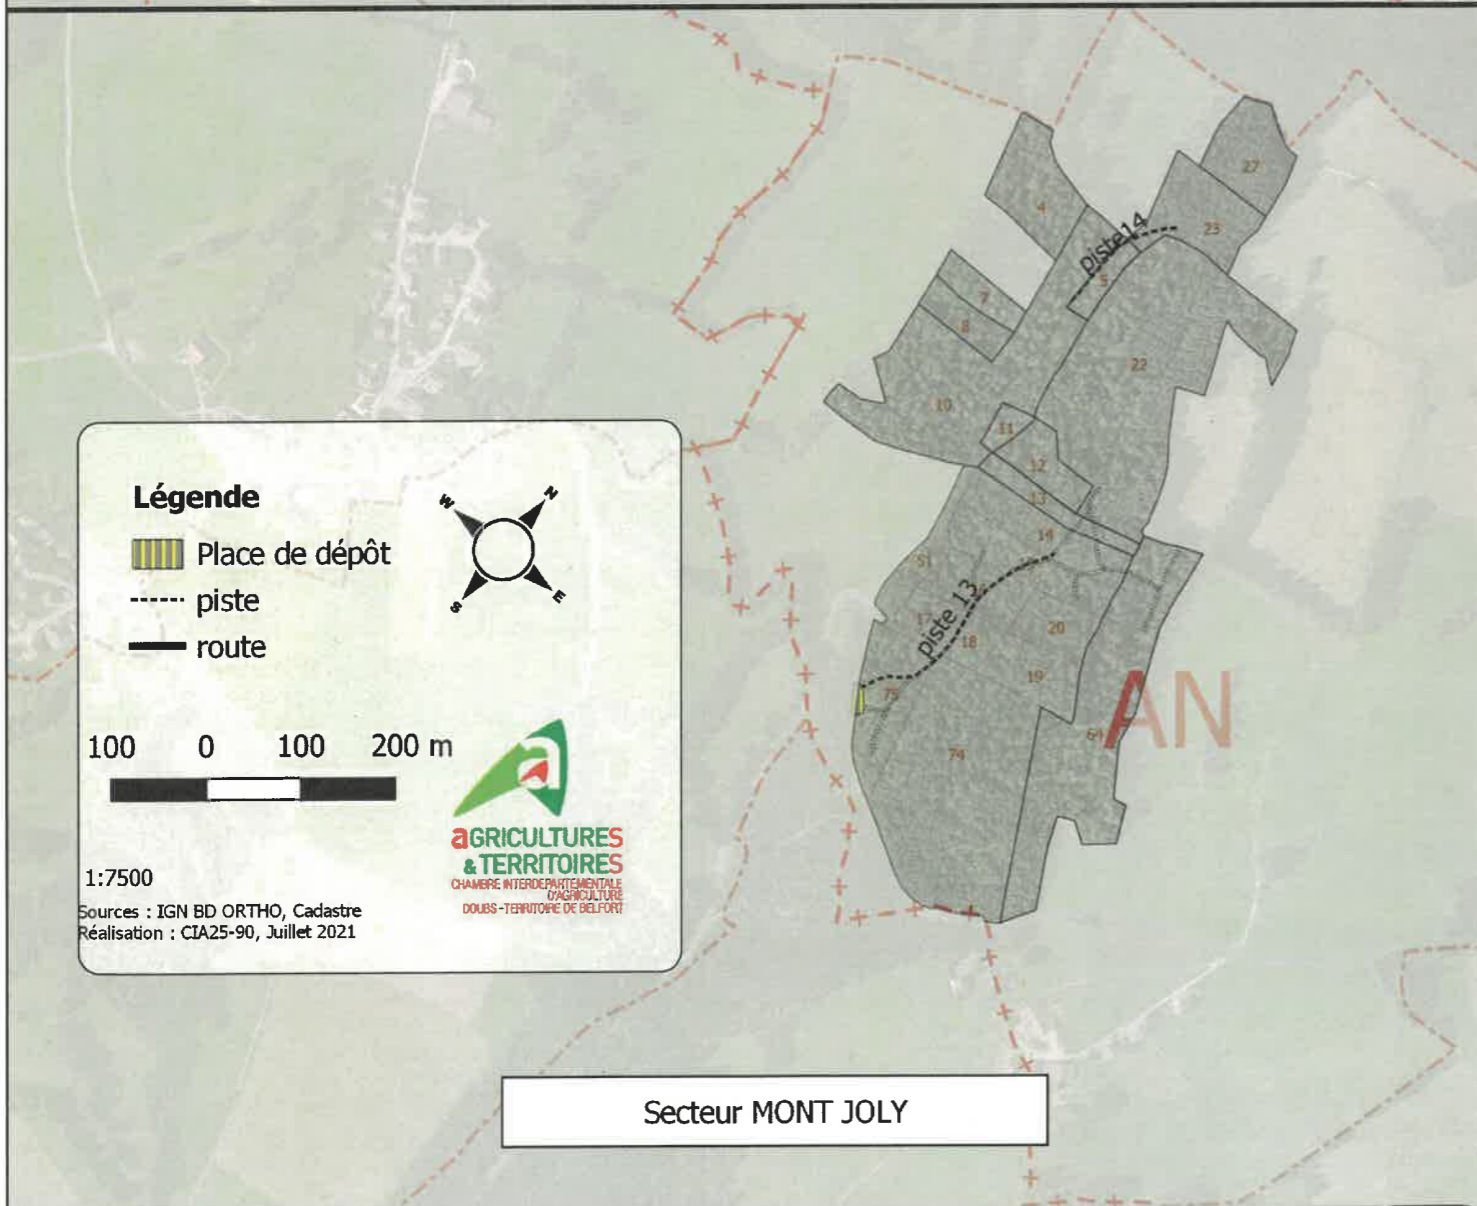 27
4
23
piste14
5
7
8
22
10
11
12
13
14
51
17
piste 13
18
20
19
75
74
64
AN
Légende
W
N
S
E
Place de dépôt
piste
route
100 0 100 200 m
aGRICULTURES
& TERRITOIRES
CHAMBRE INTERDEPARTEMENTALE
D'AGRICULTURE
DOUBS - TERRITOIRE DE BELFORT
1:7500
Sources : IGN BD ORTHO, Cadastre
Réalisation : CIA25-90, Juillet 2021
Secteur MONT JOLY